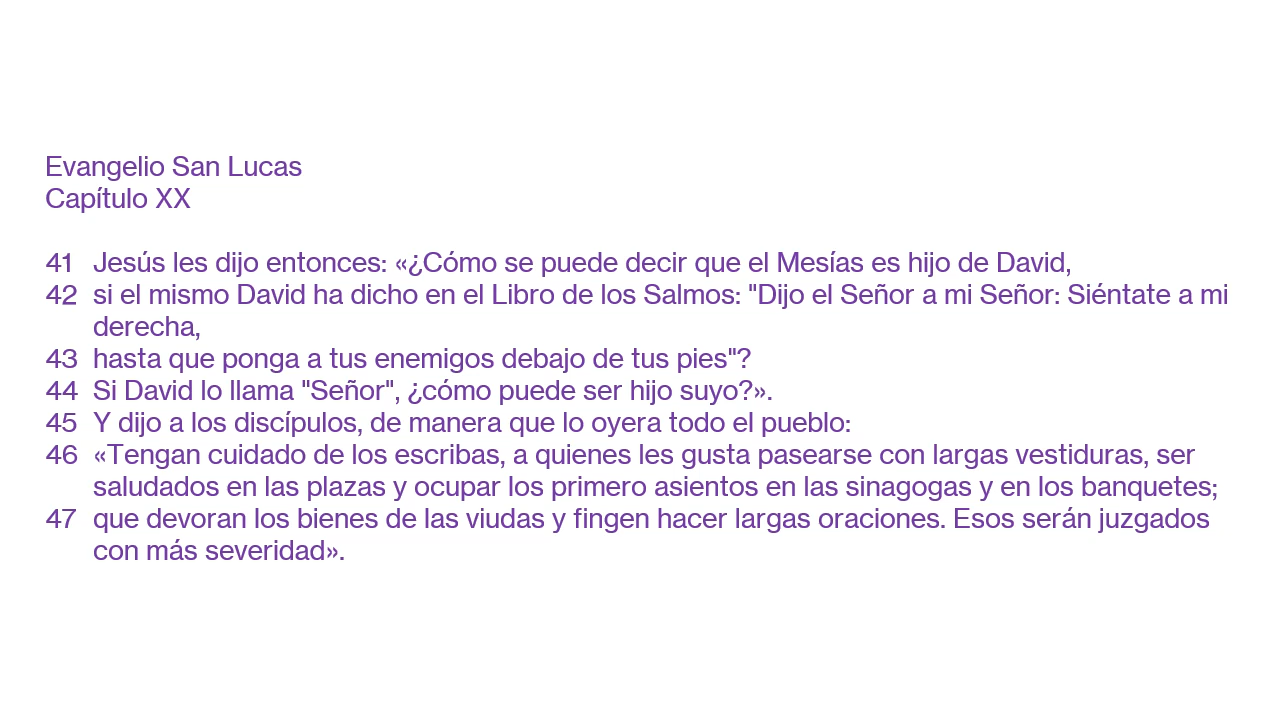 Evangelio San Lucas
Capítulo XX
41 Jesús les dijo entonces: «¿Cómo se puede decir que el Mesías es hijo de David,
42 si el mismo David ha dicho en el Libro de los Salmos: "Dijo el Señor a mi Señor: Siéntate a mi
derecha,
43 hasta que ponga a tus enemigos debajo de tus pies"?
44 Si David lo llama "Señor", ¿cómo puede ser hijo suyo?».
45 Y dijo a los discípulos, de manera que lo oyera todo el pueblo:
46 «Tengan cuidado de los escribas, a quienes les gusta pasearse con largas vestiduras, ser
saludados en las plazas y ocupar los primero asientos en las sinagogas y en los banquetes;
47 que devoran los bienes de las viudas y fingen hacer largas oraciones. Esos serán juzgados
con más severidad».